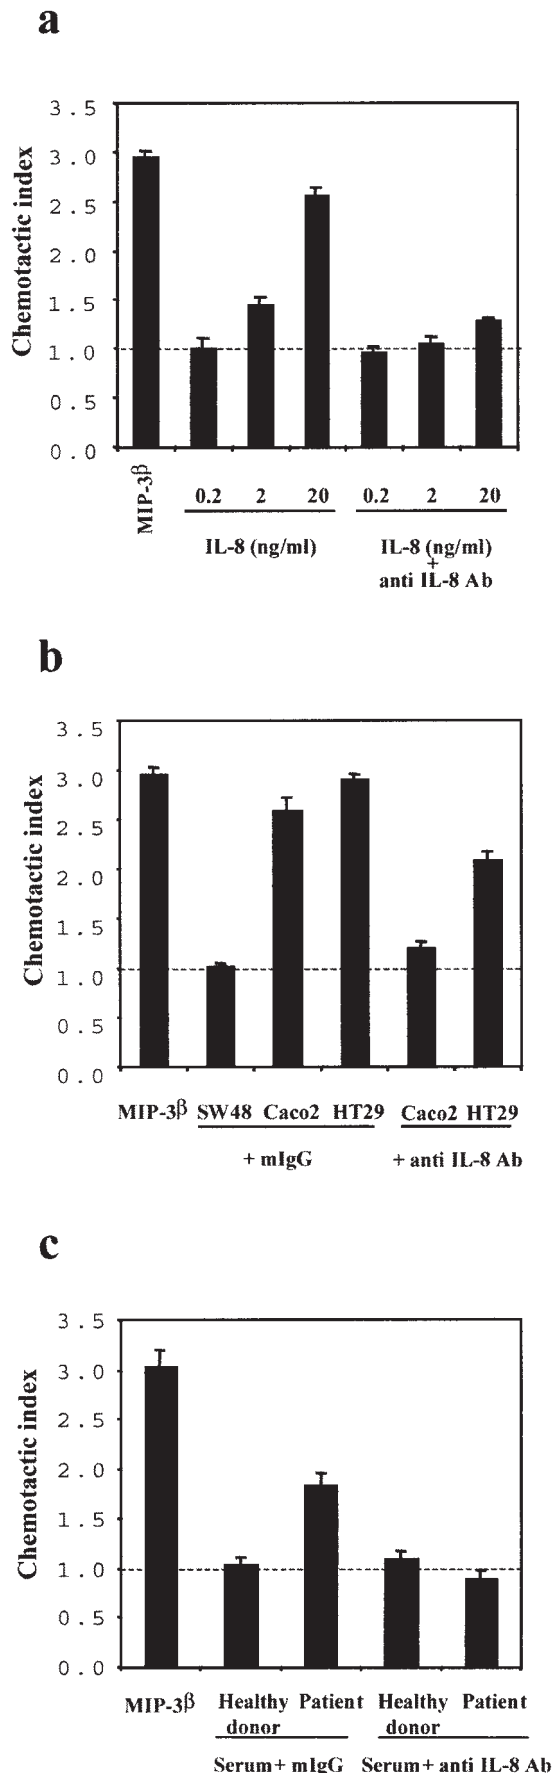 a
Chemotactic index
3.5
3.0
2.5
2.0
1.5
1.0
0.5
0.0
MIP-3β
0.2 2 20 0.2 2 20
IL-8 (ng/ml) IL-8 (ng/ml)
+
anti IL-8 Ab
b
Chemotactic index
3.5
3.0
2.5
2.0
1.5
1.0
0.5
0.0
MIP-3β SW48 Caco2 HT29 Caco2 HT29
+ mIgG + anti IL-8 Ab
c
Chemotactic index
3.5
3.0
2.5
2.0
1.5
1.0
0.5
0.0
MIP-3β Healthy Patient Healthy Patient
donor donor
Serum+ mIgG Serum+ anti IL-8 Ab